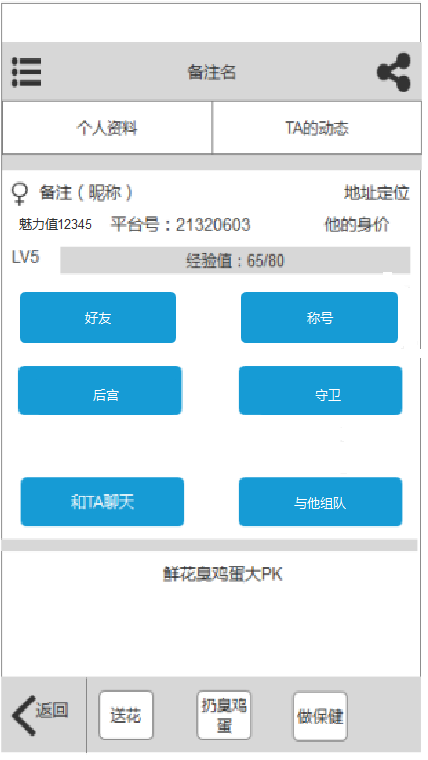 备注名
个人资料 TA的动态
备注（昵称） 地址定位
魅力值12345 平台号：21320603 他的身价
LV5 经验值：65/80
好友 称号
后宫 守卫
和TA聊天 与他组队
鲜花臭鸡蛋大PK
返回 送花 扔臭鸡 做保健
蛋